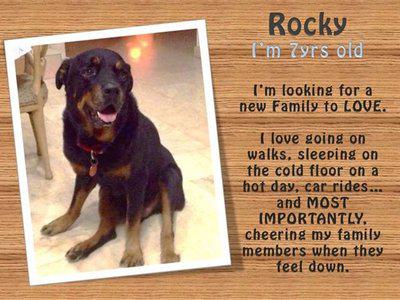 Rocky
I'm 7yrs old
I'm looking for a
new Family to LOVE.
I love going on
walks, sleeping on
the cold floor on a
hot day, car rides...
and MOST
IMPORTANTLY,
cheering my family
members when they
feel down.